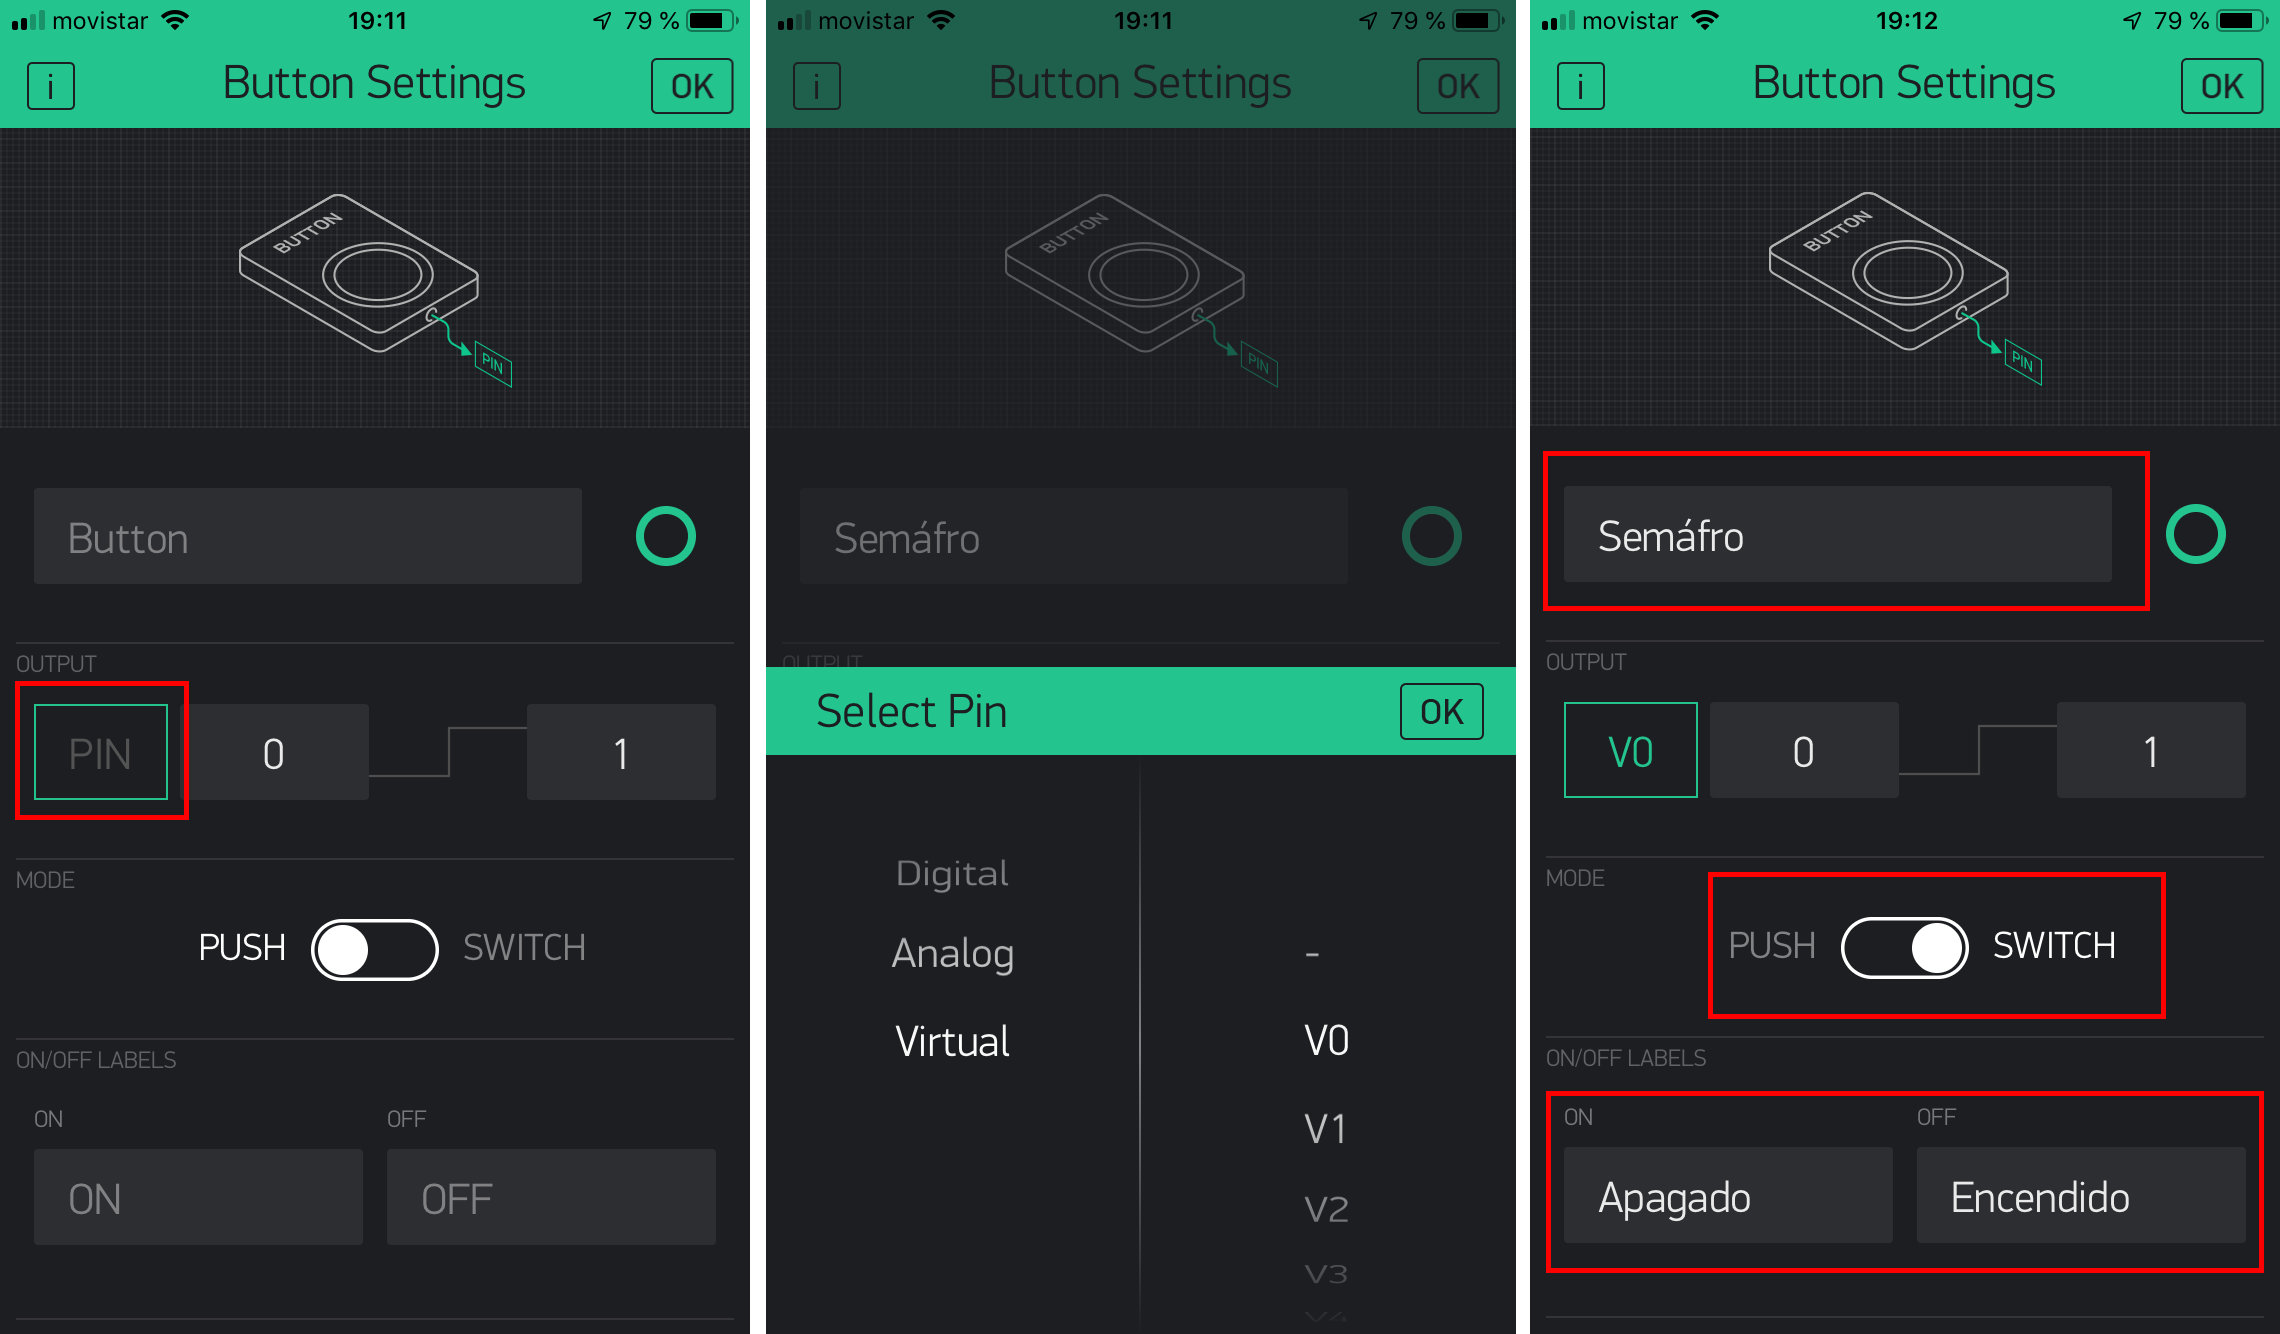 movistar 19:11 79 %
i Button Settings OK
BUTTON
PIN
Button
OUTPUT
PIN 0 1
MODE
PUSH SWITCH
ON/OFF LABELS
ON OFF
ON OFF
movistar 19:11 79 %
i Button Settings OK
BUTTON
PIN
Semáfro
OUTPUT
Select Pin OK
Digital
Analog -
Virtual V0
V1
V2
V3
V4
movistar 19:12 79 %
i Button Settings OK
BUTTON
PIN
Semáfro
OUTPUT
V0 0 1
MODE
PUSH SWITCH
ON/OFF LABELS
ON OFF
Apagado Encendido